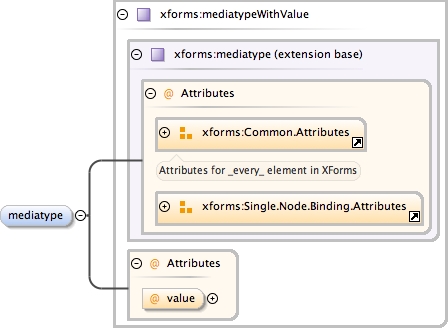 xforms:mediatypeWithValue
xforms:mediatype (extension base)
@ Attributes
xforms:Common.Attributes
Attributes for _every_ element in XForms
xforms:Single.Node.Binding.Attributes
mediatype
@ Attributes
@ value